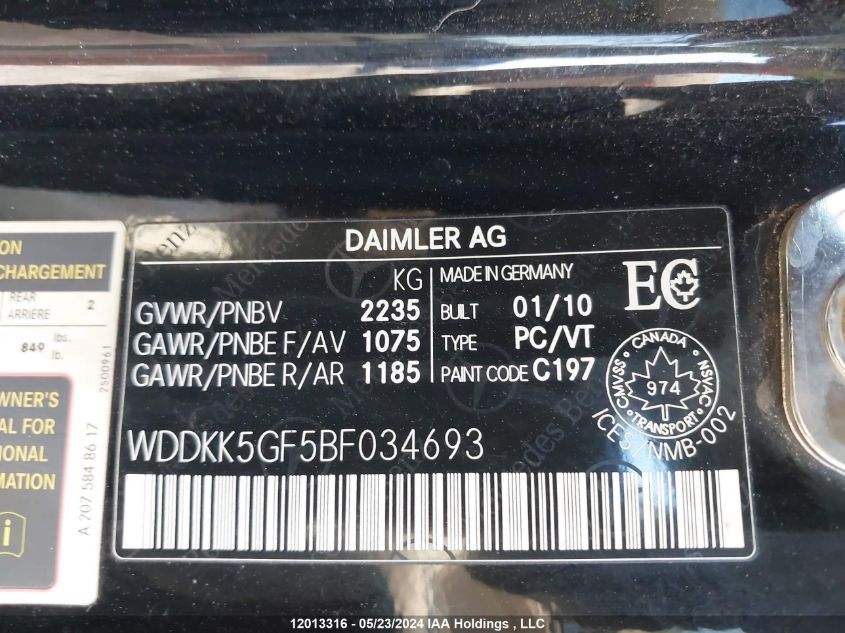 ON
CHARGEMENT
REAR
ARRIERE 2
849 lbs.
lb.
2500961
WNER'S
AL FOR
IONAL
MATION
i
A 207 584 86 17
DAIMLER AG
KG
GVWR/PNBV 2235
GAWR/PNBE F/AV 1075
GAWR/PNBE R/AR 1185
MADE IN GERMANY
BUILT 01/10
TYPE PC/VT
PAINT CODE C197
EC
CANADA
CMVSS NSVAC
974
TRANSPORT
ICES/NMB-002
WDDKK5GF5BF034693
Mercedes Benz
12013316 - 05/23/2024 IAA Holdings , LLC